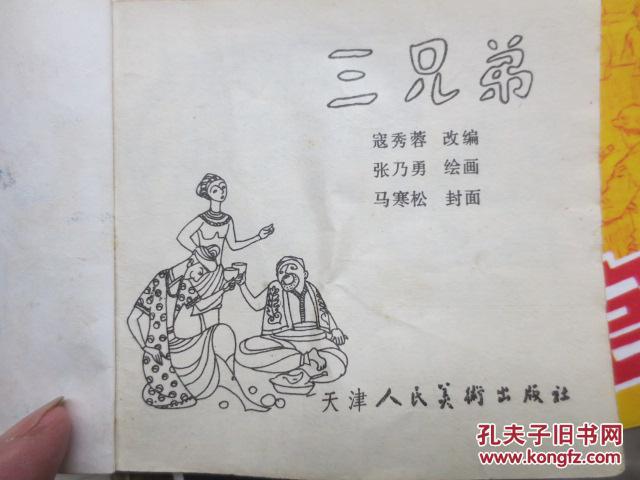 三兄弟
寇秀蓉 改编
张乃勇 绘画
马寒松 封面
天津人民美術出版社
孔夫子旧书网
www.kongfz.com